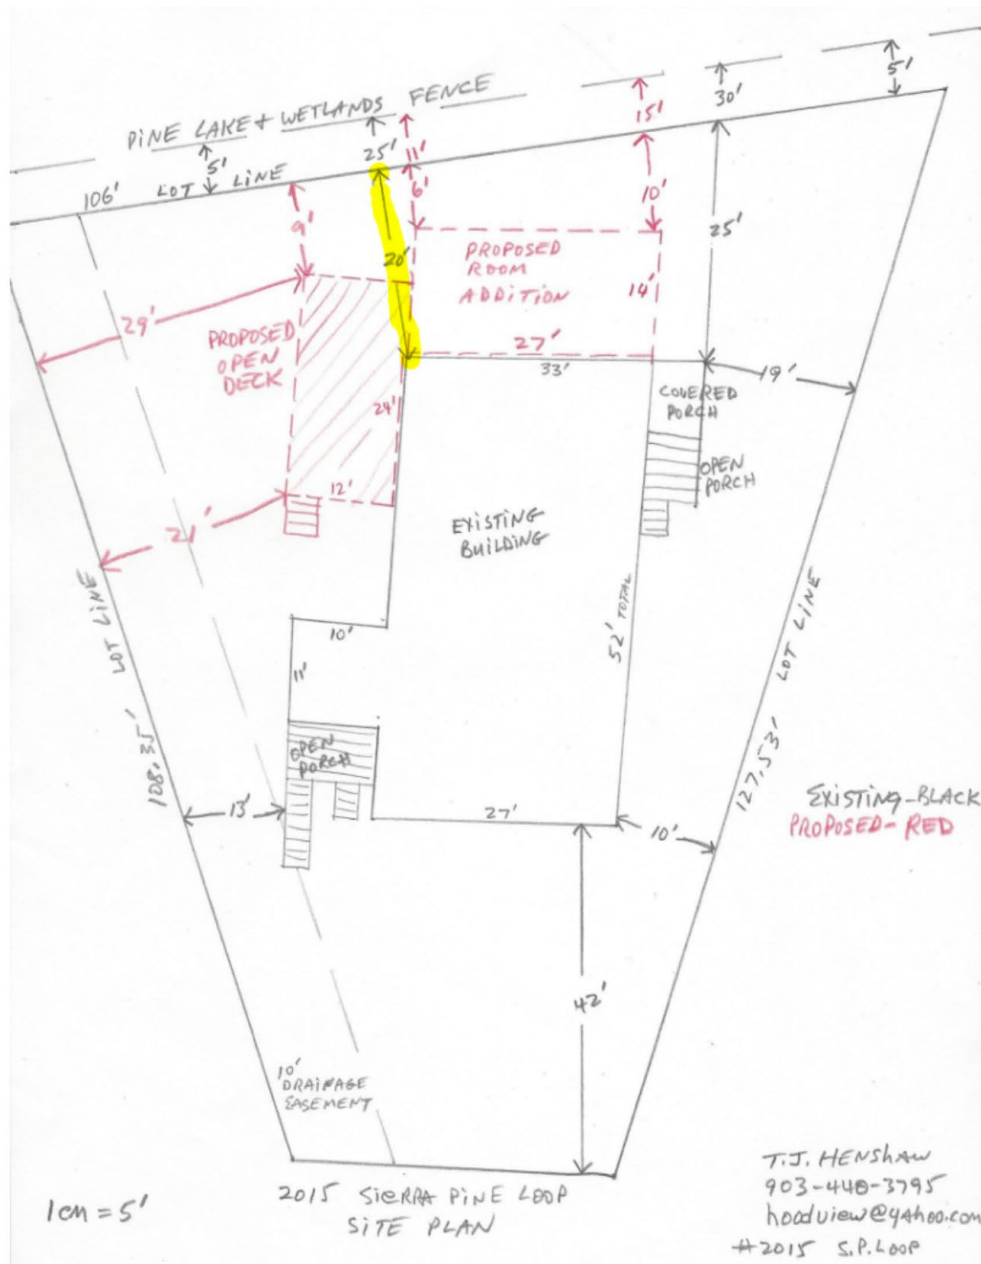 5'
30'
15'
PINE LAKE + WETLANDS FENCE
5'
25'
11'
106'
LOT LINE
6'
10'
9'
25'
20'
PROPOSED
ROOM
ADDITION
14'
29'
PROPOSED
OPEN
DECK
27'
33'
19'
COVERED
PORCH
24'
OPEN
PORCH
12'
21'
EXISTING
BUILDING
LOT LINE
10'
52' TOTAL
LOT LINE
11'
OPEN
PORCH
108.35'
127.53'
13'
27'
10'
EXISTING-BLACK
PROPOSED-RED
42'
10'
DRAINAGE
EASEMENT
1cm = 5'
2015 SIERRA PINE LOOP
SITE PLAN
T.J. HENSHAW
903-440-3795
hoodview@yahoo.com
#2015 S.P.LOOP